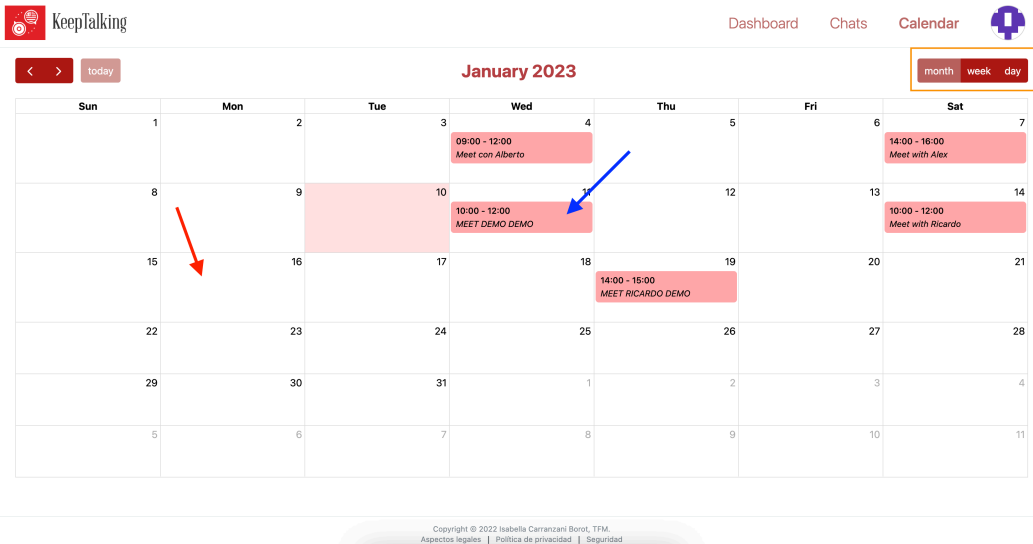 KeepTalking
Dashboard Chats Calendar
today
January 2023
month week day
Sun Mon Tue Wed Thu Fri Sat
1 2 3 4 5 6 7
09:00 - 12:00
Meet con Alberto
14:00 - 16:00
Meet with Alex
8 9 10 11 12 13 14
10:00 - 12:00
MEET DEMO DEMO
10:00 - 12:00
Meet with Ricardo
15 16 17 18 19 20 21
14:00 - 15:00
MEET RICARDO DEMO
22 23 24 25 26 27 28
29 30 31 1 2 3 4
5 6 7 8 9 10 11
Copyright © 2022 Isabella Carranzani Borot, TFM.
Aspectos legales | Política de privacidad | Seguridad